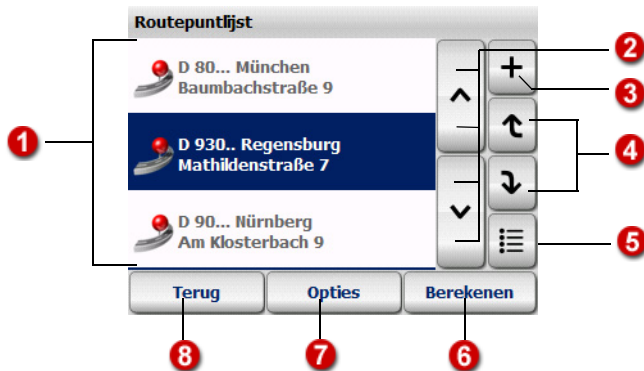 Routepuntlijst
D 80... München
Baumbachstraße 9
D 930.. Regensburg
Mathildenstraße 7
D 90... Nürnberg
Am Klosterbach 9
Terug Opties Berekenen
1
2
3
4
5
6
7
8